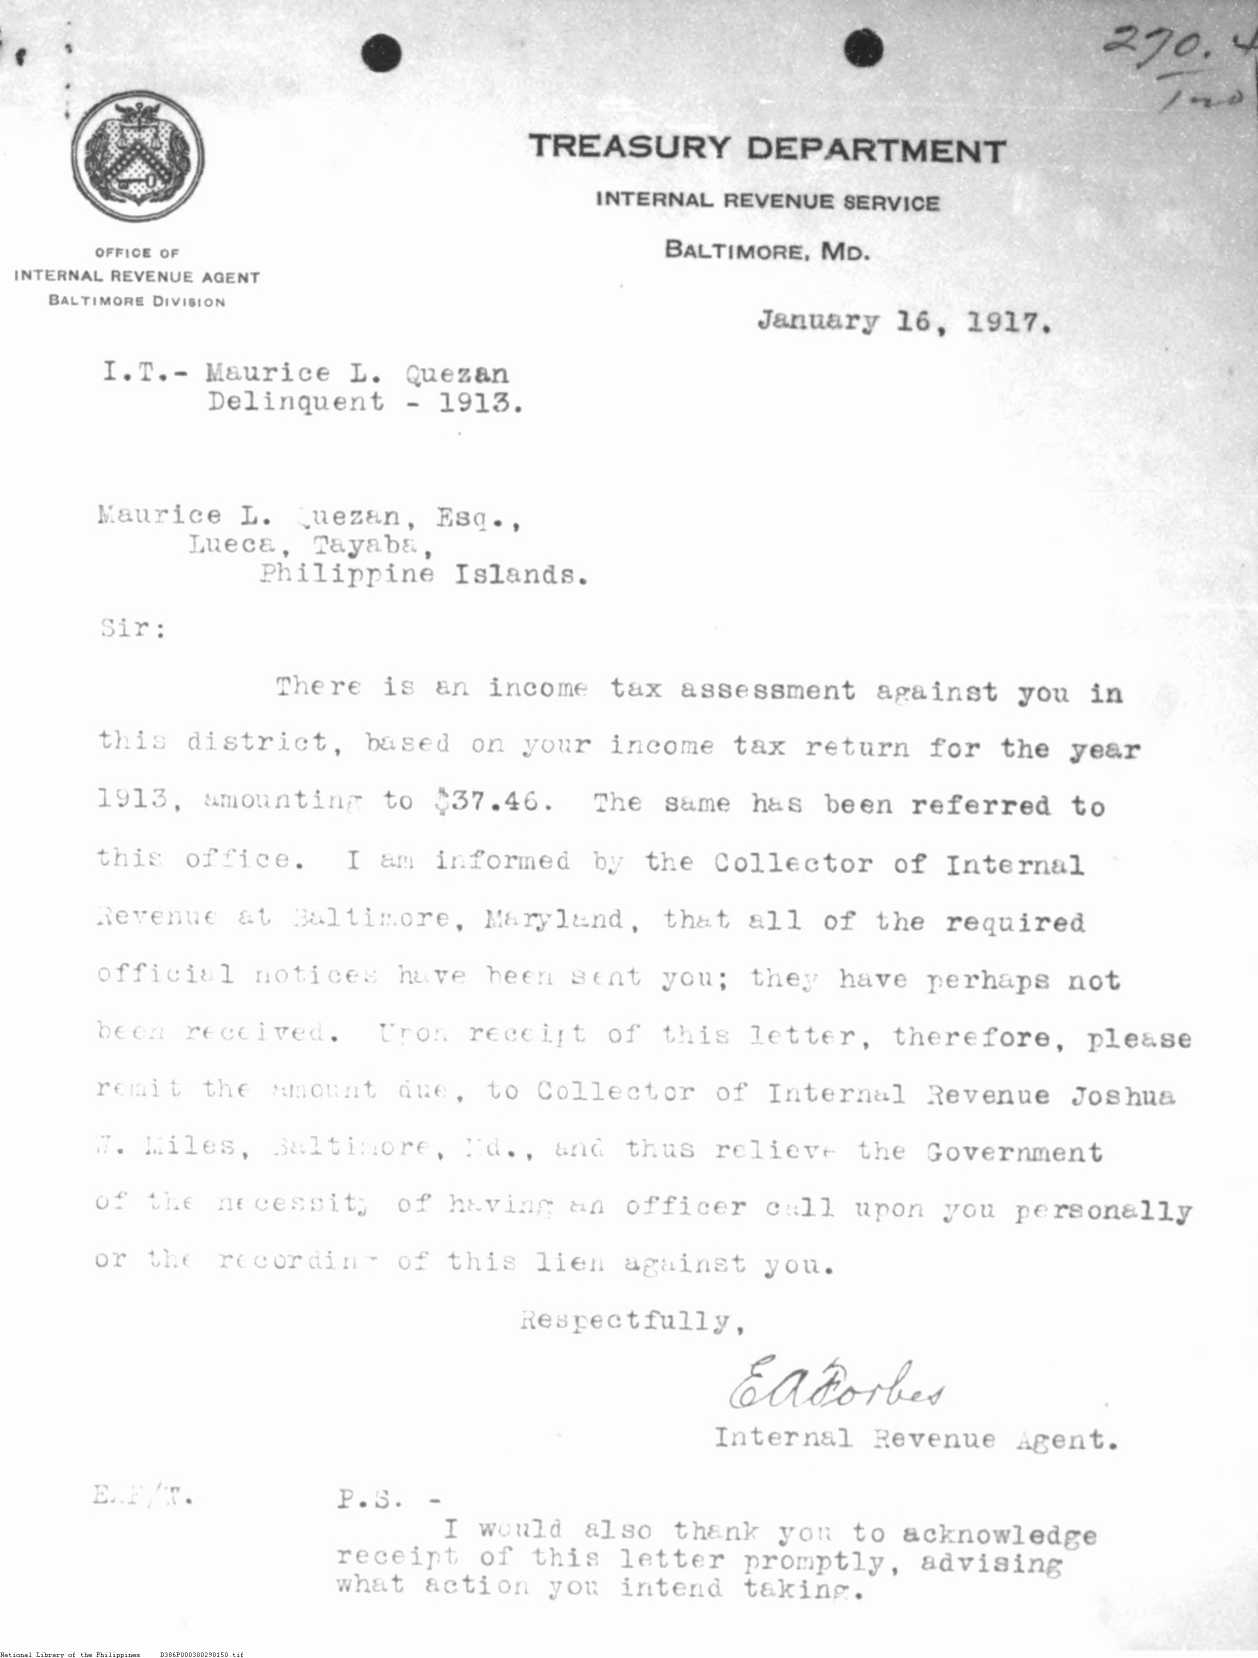 270.4
TREASURY DEPARTMENT
INTERNAL REVENUE SERVICE
BALTIMORE, MD.
OFFICE OF
INTERNAL REVENUE AGENT
BALTIMORE DIVISION
January 16, 1917.
I.T.- Maurice L. Quezan
Delinquent - 1913.
Maurice L. Quezan, Esq.,
Lueca, Tayaba,
Philippine Islands.
Sir:
There is an income tax assessment against you in
this district, based on your income tax return for the year
1913, amounting to $37.46. The same has been referred to
this office. I am informed by the Collector of Internal
Revenue at Baltimore, Maryland, that all of the required
official notices have been sent you; they have perhaps not
been received. Upon receipt of this letter, therefore, please
remit the amount due, to Collector of Internal Revenue Joshua
W. Miles, Baltimore, Md., and thus relieve the Government
of the necessity of having an officer call upon you personally
or the recording of this lien against you.
Respectfully,
E A Forbes
Internal Revenue Agent.
EAF/T.
P.S. -
I would also thank you to acknowledge
receipt of this letter promptly, advising
what action you intend taking.
National Library of the Philippines D386P000300290150.tif